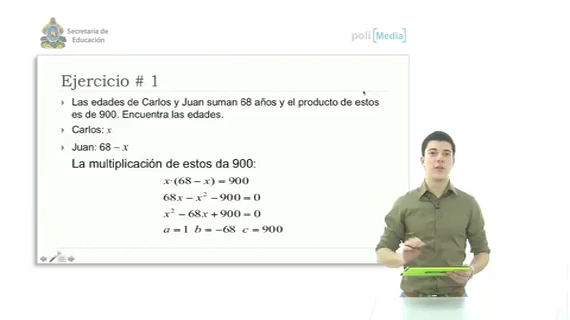 Secretaría de
Educación
poli [Media]
Ejercicio # 1
Las edades de Carlos y Juan suman 68 años y el producto de estos
es de 900. Encuentra las edades.
Carlos: x
Juan: 68 – x
La multiplicación de estos da 900:
x·(68 − x) = 900
68x − x² − 900 = 0
x² − 68x + 900 = 0
a = 1 b = −68 c = 900